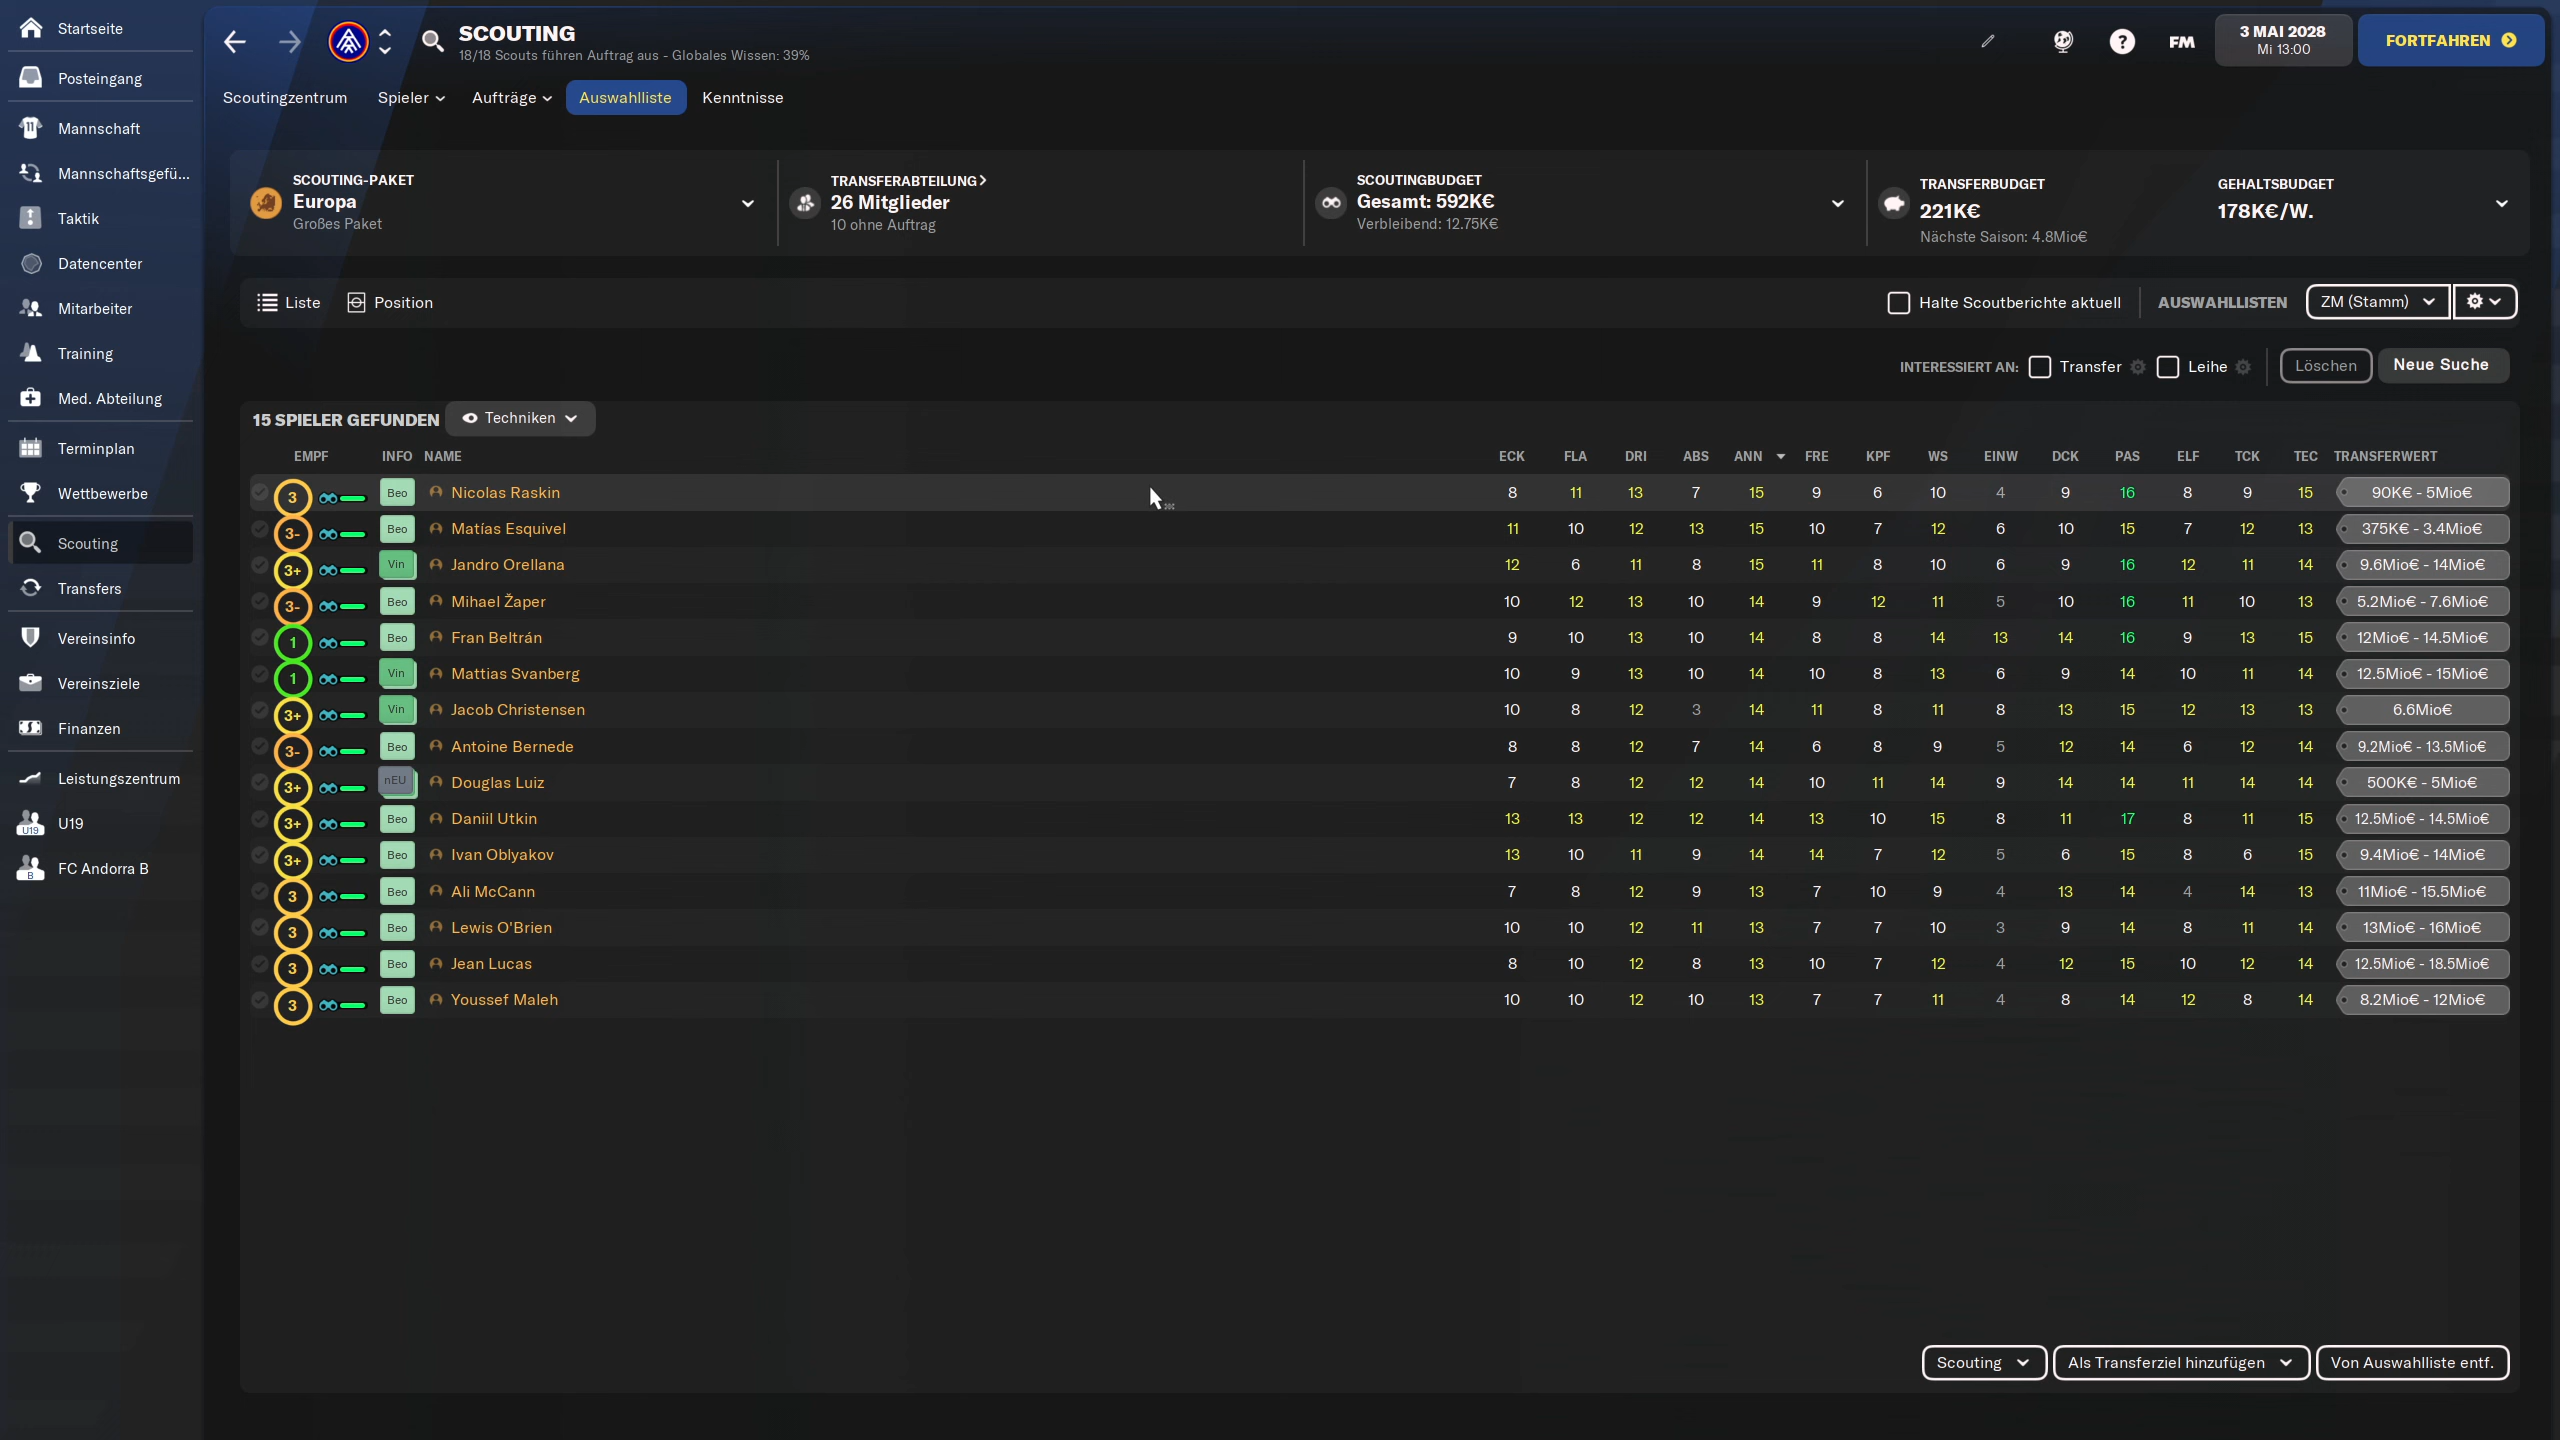 Startseite
Posteingang
Mannschaft
Mannschaftsgefü...
Taktik
Datencenter
Mitarbeiter
Training
Med. Abteilung
Terminplan
Wettbewerbe
Scouting
Transfers
Vereinsinfo
Vereinsziele
Finanzen
Leistungszentrum
U19 U19
B FC Andorra B
SCOUTING
18/18 Scouts führen Auftrag aus - Globales Wissen: 39%
FM
3 MAI 2028
Mi 13:00
FORTFAHREN
Scoutingzentrum Spieler Aufträge Auswahlliste Kenntnisse
SCOUTING-PAKET
Europa
Großes Paket
TRANSFERABTEILUNG
26 Mitglieder
10 ohne Auftrag
SCOUTINGBUDGET
Gesamt: 592K€
Verbleibend: 12.75K€
TRANSFERBUDGET
221K€
Nächste Saison: 4.8Mio€
GEHALTSBUDGET
178K€/W.
Liste Position Halte Scoutberichte aktuell AUSWAHLLISTEN ZM (Stamm)
INTERESSIERT AN: Transfer Leihe Löschen Neue Suche
15 SPIELER GEFUNDEN Techniken
EMPF INFO NAME ECK FLA DRI ABS ANN FRE KPF WS EINW DCK PAS ELF TCK TEC TRANSFERWERT
3 Beo Nicolas Raskin 8 11 13 7 15 9 6 10 4 9 16 8 9 15 90K€ - 5Mio€
3- Beo Matías Esquivel 11 10 12 13 15 10 7 12 6 10 15 7 12 13 375K€ - 3.4Mio€
3+ Vin Jandro Orellana 12 6 11 8 15 11 8 10 6 9 16 12 11 14 9.6Mio€ - 14Mio€
3- Beo Mihael Žaper 10 12 13 10 14 9 12 11 5 10 16 11 10 13 5.2Mio€ - 7.6Mio€
1 Beo Fran Beltrán 9 10 13 10 14 8 8 14 13 14 16 9 13 15 12Mio€ - 14.5Mio€
1 Vin Mattias Svanberg 10 9 13 10 14 10 8 13 6 9 14 10 11 14 12.5Mio€ - 15Mio€
3+ Vin Jacob Christensen 10 8 12 3 14 11 8 11 8 13 15 12 13 13 6.6Mio€
3- Beo Antoine Bernede 8 8 12 7 14 6 8 9 5 12 14 6 12 14 9.2Mio€ - 13.5Mio€
3+ nEU Douglas Luiz 7 8 12 12 14 10 11 14 9 14 14 11 14 14 500K€ - 5Mio€
3+ Beo Daniil Utkin 13 13 12 12 14 13 10 15 8 11 17 8 11 15 12.5Mio€ - 14.5Mio€
3+ Beo Ivan Oblyakov 13 10 11 9 14 14 7 12 5 6 15 8 6 15 9.4Mio€ - 14Mio€
3 Beo Ali McCann 7 8 12 9 13 7 10 9 4 13 14 4 14 13 11Mio€ - 15.5Mio€
3 Beo Lewis O'Brien 10 10 12 11 13 7 7 10 3 9 14 8 11 14 13Mio€ - 16Mio€
3 Beo Jean Lucas 8 10 12 8 13 10 7 12 4 12 15 10 12 14 12.5Mio€ - 18.5Mio€
3 Beo Youssef Maleh 10 10 12 10 13 7 7 11 4 8 14 12 8 14 8.2Mio€ - 12Mio€
Scouting Als Transferziel hinzufügen Von Auswahlliste entf.